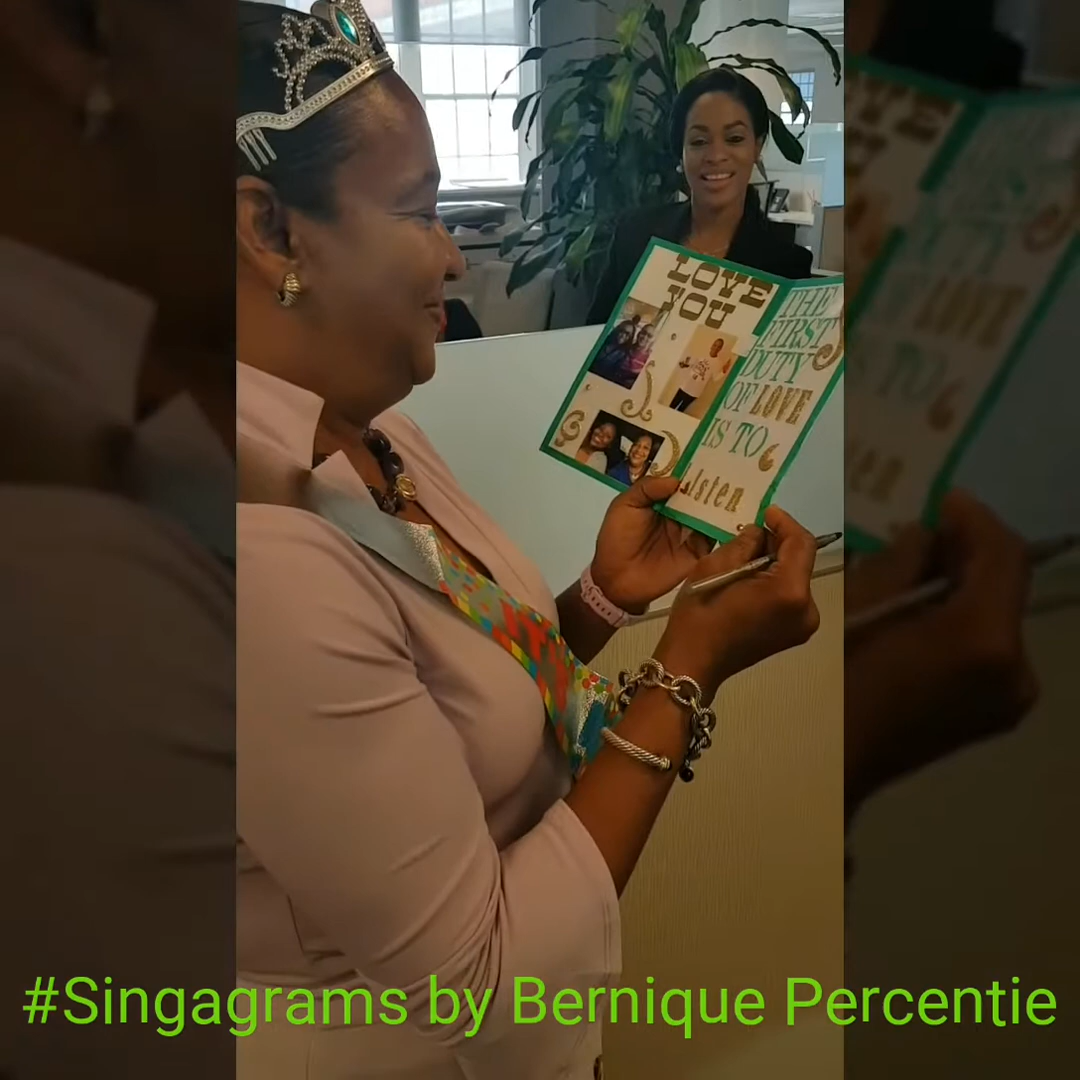 LOVE
YOU
THE
FIRST
DUTY
OF LOVE
IS TO
Listen
#Singagrams by Bernique Percentie